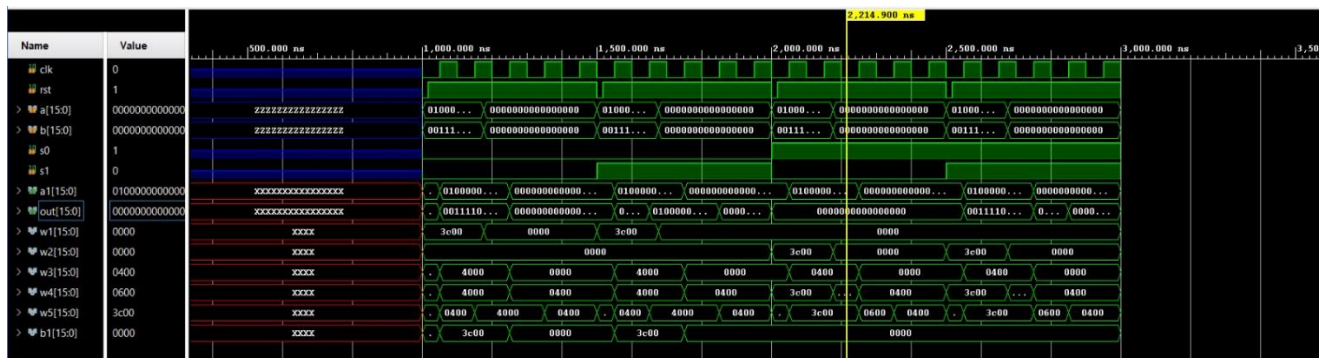 2,214.900 ns
Name Value 500.000 ns 1,000.000 ns 1,500.000 ns 2,000.000 ns 2,500.000 ns 3,000.000 ns 3,50
clk 0
rst 1
a[15:0] 0000000000000 ZZZZZZZZZZZZZZZZ 01000... 0000000000000000 01000... 0000000000000000 01000... 0000000000000000 01000... 0000000000000000
b[15:0] 0000000000000 ZZZZZZZZZZZZZZZZ 00111... 0000000000000000 00111... 0000000000000000 00111... 0000000000000000 00111... 0000000000000000
s0 1
s1 0
a1[15:0] 0100000000000 XXXXXXXXXXXXXXXX 0100000... 000000000000... 0100000... 000000000000... 0100000... 000000000000... 0100000... 0000000000...
out[15:0] 0000000000000 XXXXXXXXXXXXXXXX . 0011110... 000000000000... 0... 0100000... 0000... 0000000000000000 0011110... 0... 0000...
w1[15:0] 0000 XXXX 3c00 0000 3c00 0000
w2[15:0] 0000 XXXX 0000 3c00 0000 3c00 0000
w3[15:0] 0400 XXXX . 4000 0000 4000 0000 0400 0000 0400 0000
w4[15:0] 0600 XXXX . 4000 0400 4000 0400 3c00 ... 0400 3c00 ... 0400
w5[15:0] 3c00 XXXX . 0400 4000 0400 . 0400 4000 0400 . 3c00 0600 0400 . 3c00 0600 0400
b1[15:0] 0000 XXXX 3c00 0000 3c00 0000